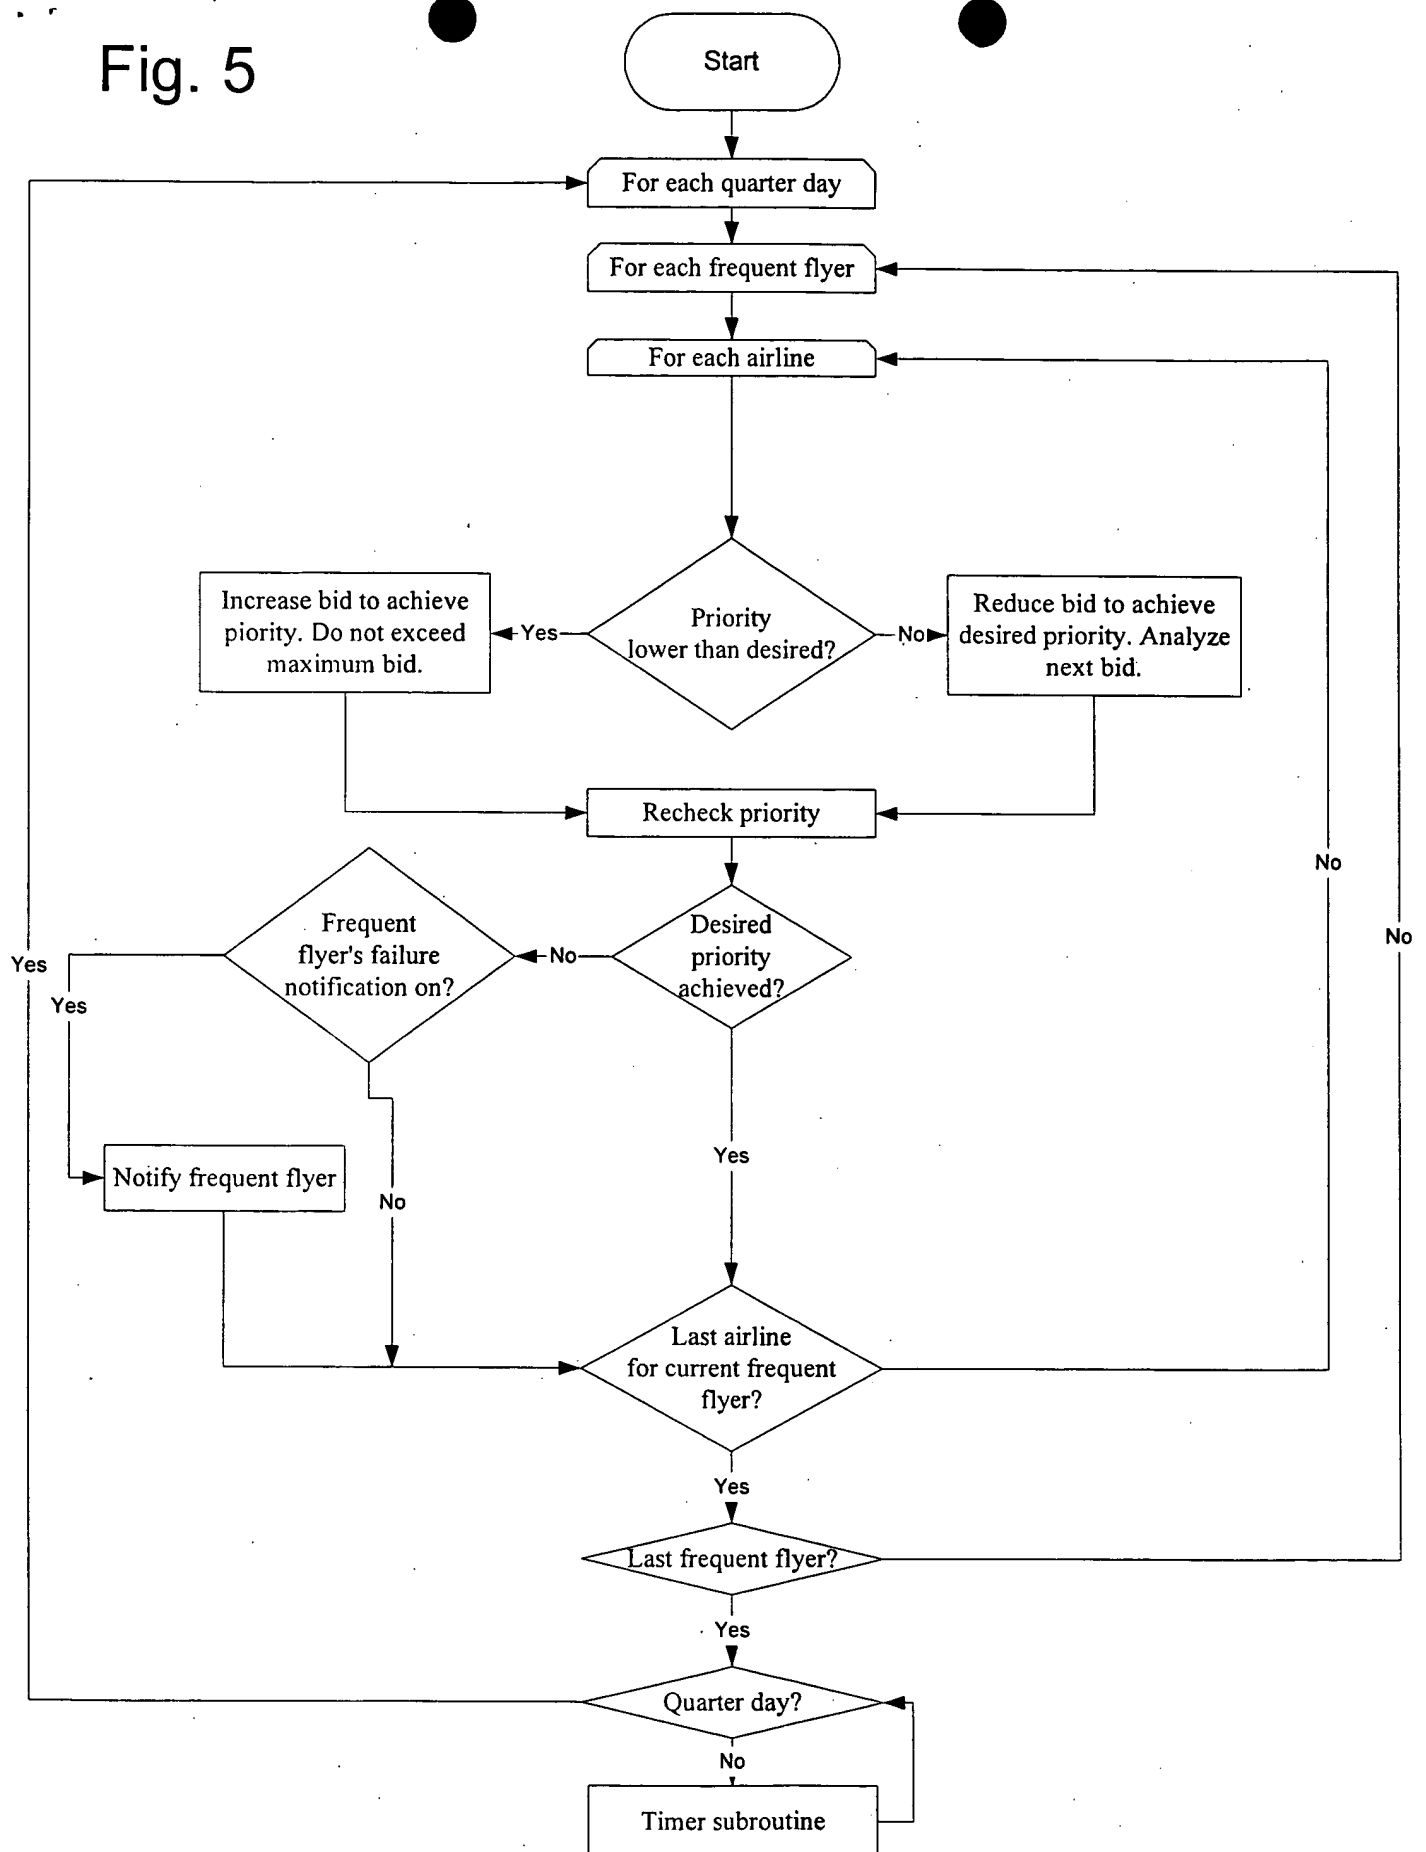 Fig. 5
Start
For each quarter day
For each frequent flyer
For each airline
Increase bid to achieve
piority. Do not exceed
maximum bid.
Yes
Priority
lower than desired?
No
Reduce bid to achieve
desired priority. Analyze
next bid.
Recheck priority
No
No
Frequent
flyer's failure
notification on?
No
Desired
priority
achieved?
Yes
Yes
Yes
Notify frequent flyer
No
Last airline
for current frequent
flyer?
Yes
Last frequent flyer?
Yes
Quarter day?
No
Timer subroutine